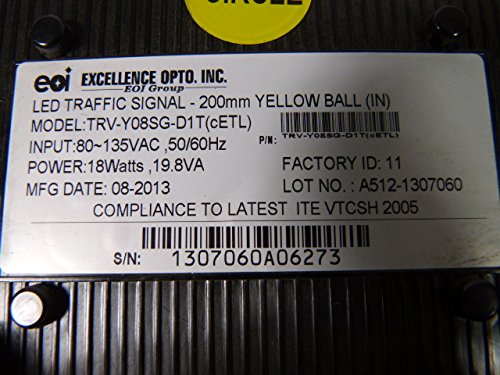 CIRCLE
eoi EXCELLENCE OPTO. INC.
EOI Group
LED TRAFFIC SIGNAL - 200mm YELLOW BALL (IN)
MODEL:TRV-Y08SG-D1T(cETL)
P/N: TRV-Y08SG-D1T(cETL)
INPUT:80~135VAC ,50/60Hz
POWER:18Watts ,19.8VA
FACTORY ID: 11
MFG DATE: 08-2013
LOT NO. : A512-1307060
COMPLIANCE TO LATEST ITE VTCSH 2005
S/N: 1307060A06273